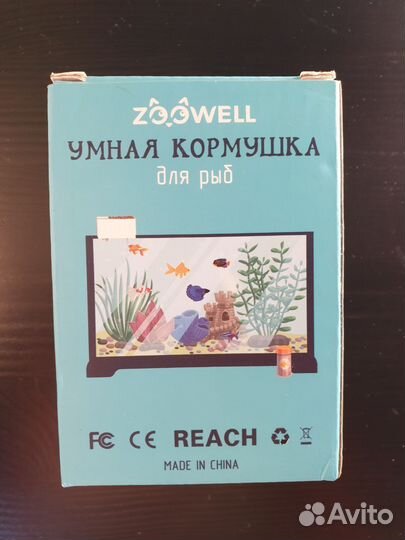 ZOOWELL
УМНАЯ КОРМУШКА
для рыб
FC CE REACH
MADE IN CHINA
Avito